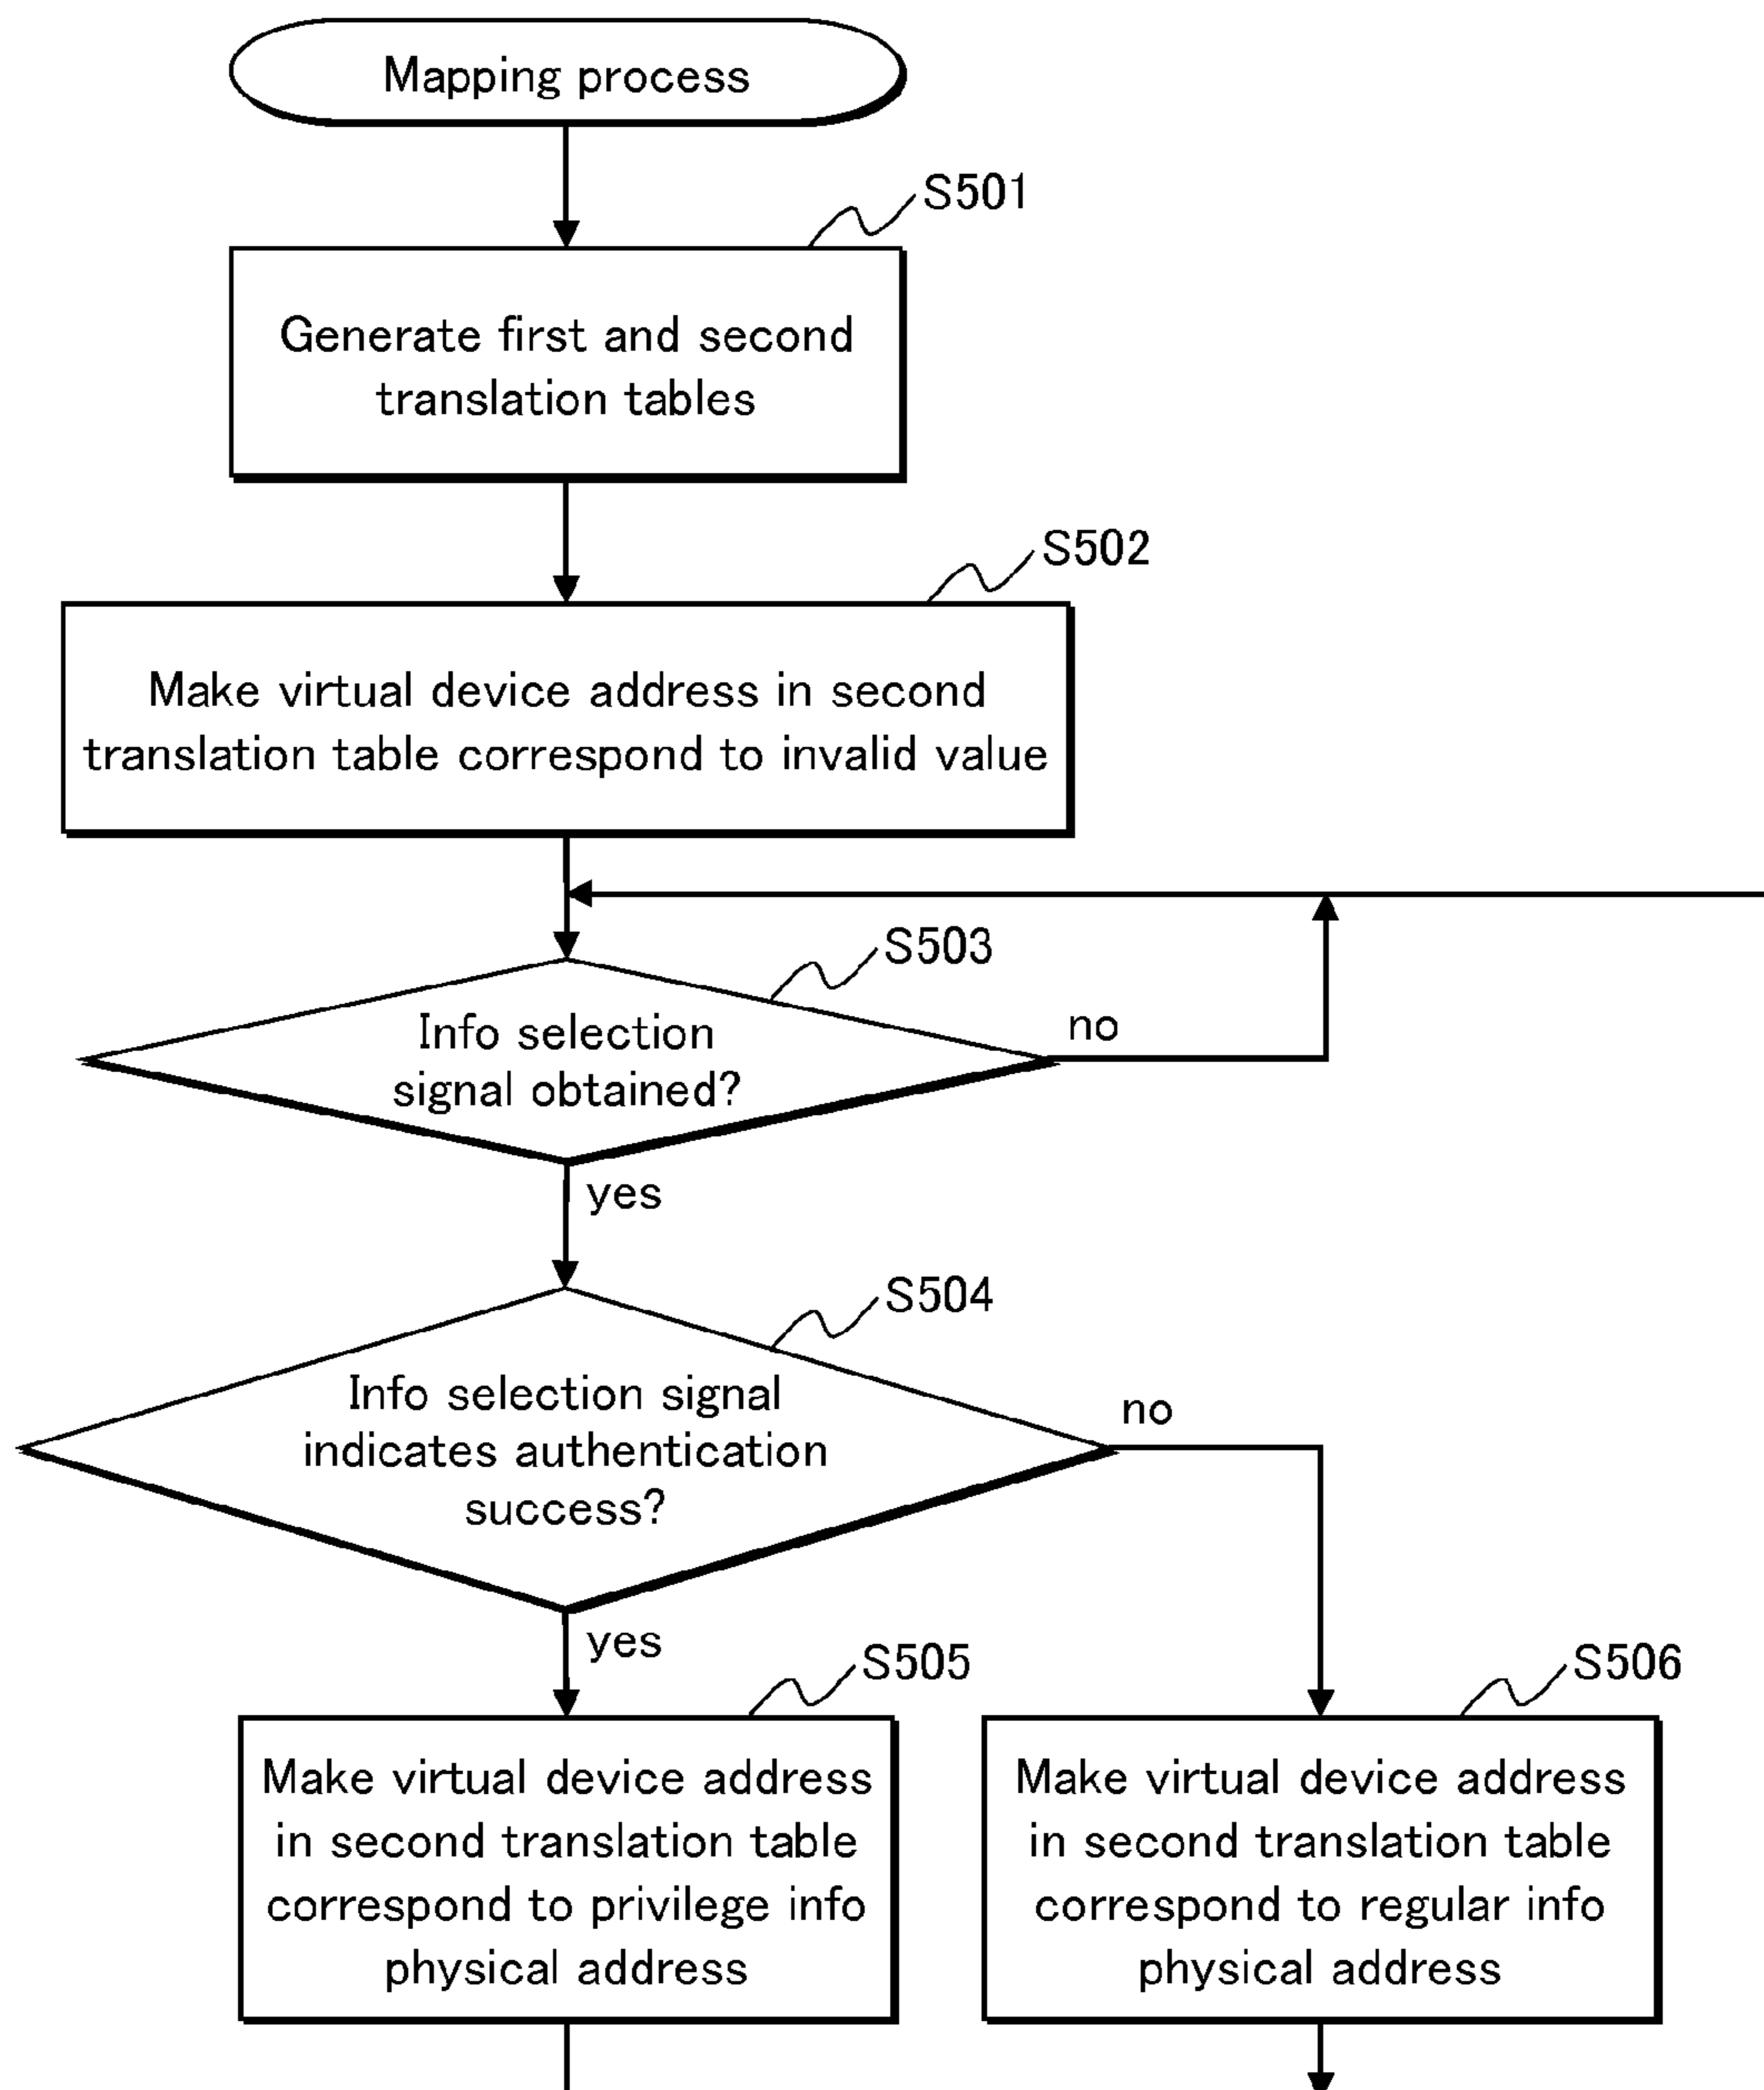 Mapping process
S501
Generate first and second
translation tables
S502
Make virtual device address in second
translation table correspond to invalid value
S503
Info selection
signal obtained?
no
yes
S504
Info selection signal
indicates authentication
success?
no
yes
S505
Make virtual device address
in second translation table
correspond to privilege info
physical address
S506
Make virtual device address
in second translation table
correspond to regular info
physical address